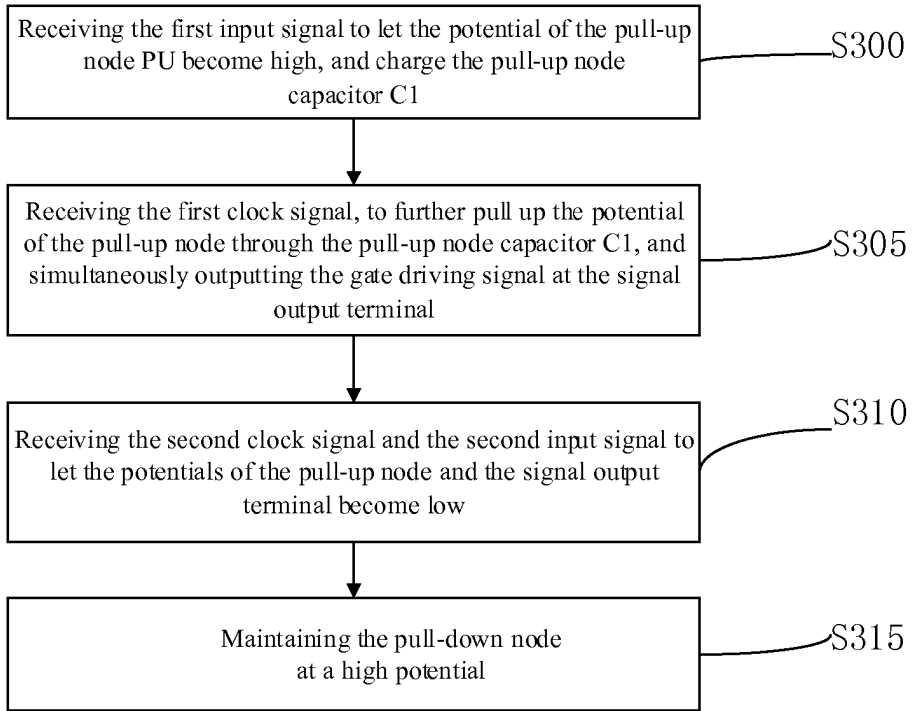 Receiving the first input signal to let the potential of the pull-up
node PU become high, and charge the pull-up node
capacitor C1
S300
Receiving the first clock signal, to further pull up the potential
of the pull-up node through the pull-up node capacitor C1, and
simultaneously outputting the gate driving signal at the signal
output terminal
S305
Receiving the second clock signal and the second input signal to
let the potentials of the pull-up node and the signal output
terminal become low
S310
Maintaining the pull-down node
at a high potential
S315